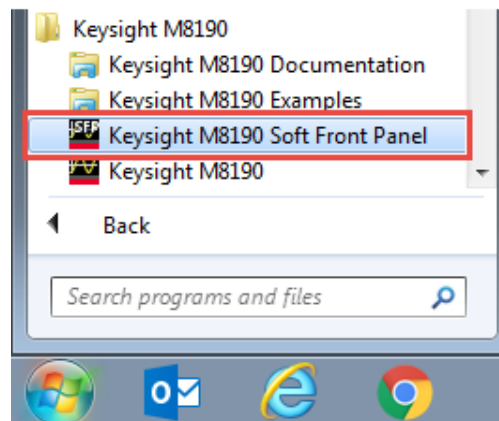 Keysight M8190
Keysight M8190 Documentation
Keysight M8190 Examples
SFP
Keysight M8190 Soft Front Panel
Keysight M8190
Back
Search programs and files